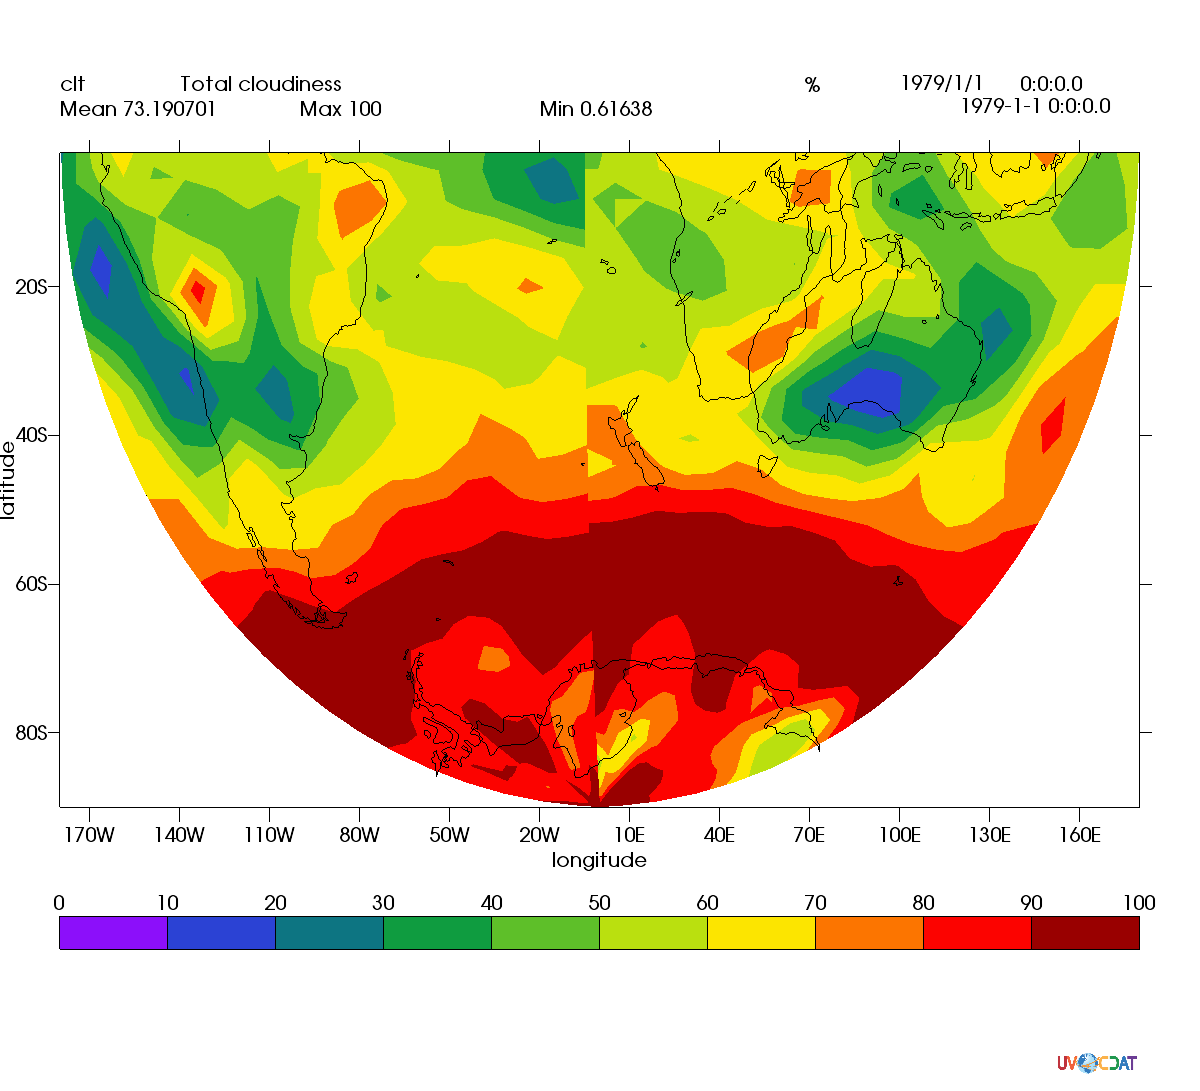 clt Total cloudiness % 1979/1/1 0:0:0.0
Mean 73.190701 Max 100 Min 0.61638 1979-1-1 0:0:0.0
20S
40S
latitude
60S
80S
170W 140W 110W 80W 50W 20W 10E 40E 70E 100E 130E 160E
longitude
0 10 20 30 40 50 60 70 80 90 100
UV CDAT